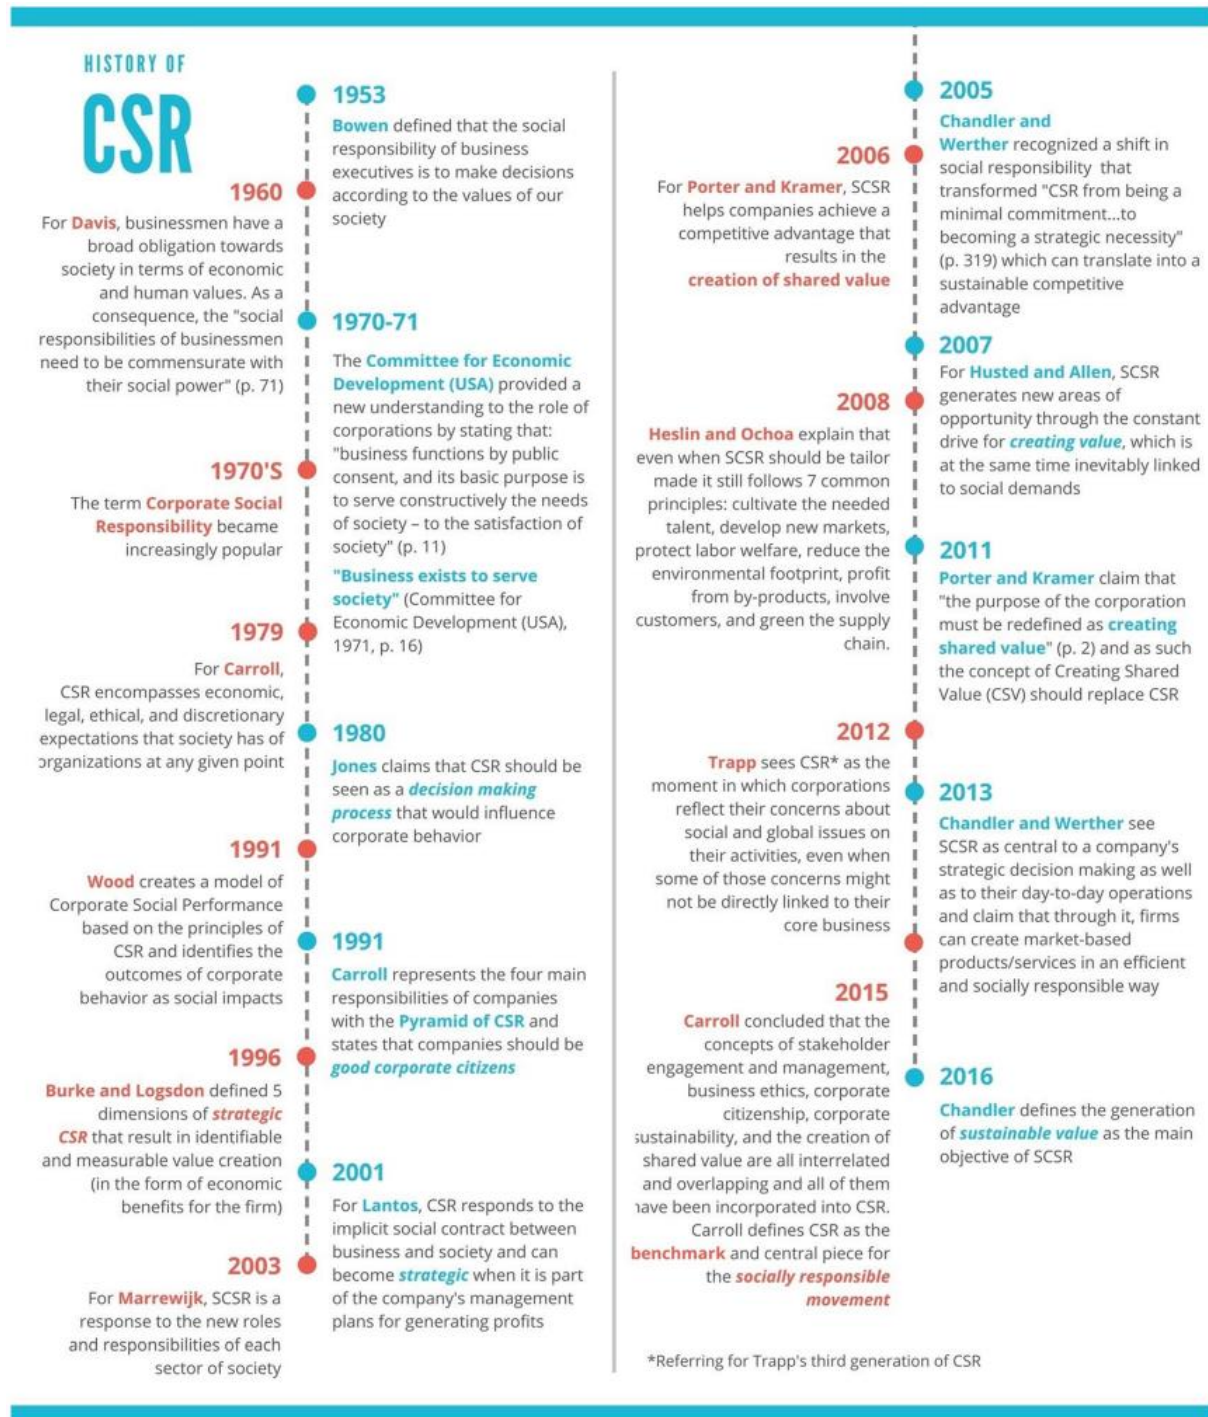 HISTORY OF
CSR
1953
Bowen defined that the social
responsibility of business
executives is to make decisions
according to the values of our
society
1960
For Davis, businessmen have a
broad obligation towards
society in terms of economic
and human values. As a
consequence, the "social
responsibilities of businessmen
need to be commensurate with
their social power" (p. 71)
1970-71
The Committee for Economic
Development (USA) provided a
new understanding to the role of
corporations by stating that:
"business functions by public
consent, and its basic purpose is
to serve constructively the needs
of society – to the satisfaction of
society" (p. 11)
"Business exists to serve
society" (Committee for
Economic Development (USA),
1971, p. 16)
1970'S
The term Corporate Social
Responsibility became
increasingly popular
1979
For Carroll,
CSR encompasses economic,
legal, ethical, and discretionary
expectations that society has of
organizations at any given point
1980
Jones claims that CSR should be
seen as a decision making
process that would influence
corporate behavior
1991
Wood creates a model of
Corporate Social Performance
based on the principles of
CSR and identifies the
outcomes of corporate
behavior as social impacts
1991
Carroll represents the four main
responsibilities of companies
with the Pyramid of CSR and
states that companies should be
good corporate citizens
1996
Burke and Logsdon defined 5
dimensions of strategic
CSR that result in identifiable
and measurable value creation
(in the form of economic
benefits for the firm)
2001
For Lantos, CSR responds to the
implicit social contract between
business and society and can
become strategic when it is part
of the company's management
plans for generating profits
2003
For Marrewijk, SCSR is a
response to the new roles
and responsibilities of each
sector of society
2005
Chandler and
Werther recognized a shift in
social responsibility that
transformed "CSR from being a
minimal commitment...to
becoming a strategic necessity"
(p. 319) which can translate into a
sustainable competitive
advantage
2006
For Porter and Kramer, SCSR
helps companies achieve a
competitive advantage that
results in the
creation of shared value
2007
For Husted and Allen, SCSR
generates new areas of
opportunity through the constant
drive for creating value, which is
at the same time inevitably linked
to social demands
2008
Heslin and Ochoa explain that
even when SCSR should be tailor
made it still follows 7 common
principles: cultivate the needed
talent, develop new markets,
protect labor welfare, reduce the
environmental footprint, profit
from by-products, involve
customers, and green the supply
chain.
2011
Porter and Kramer claim that
"the purpose of the corporation
must be redefined as creating
shared value" (p. 2) and as such
the concept of Creating Shared
Value (CSV) should replace CSR
2012
Trapp sees CSR* as the
moment in which corporations
reflect their concerns about
social and global issues on
their activities, even when
some of those concerns might
not be directly linked to their
core business
2013
Chandler and Werther see
SCSR as central to a company's
strategic decision making as well
as to their day-to-day operations
and claim that through it, firms
can create market-based
products/services in an efficient
and socially responsible way
2015
Carroll concluded that the
concepts of stakeholder
engagement and management,
business ethics, corporate
citizenship, corporate
sustainability, and the creation of
shared value are all interrelated
and overlapping and all of them
have been incorporated into CSR.
Carroll defines CSR as the
benchmark and central piece for
the socially responsible
movement
2016
Chandler defines the generation
of sustainable value as the main
objective of SCSR
*Referring for Trapp's third generation of CSR